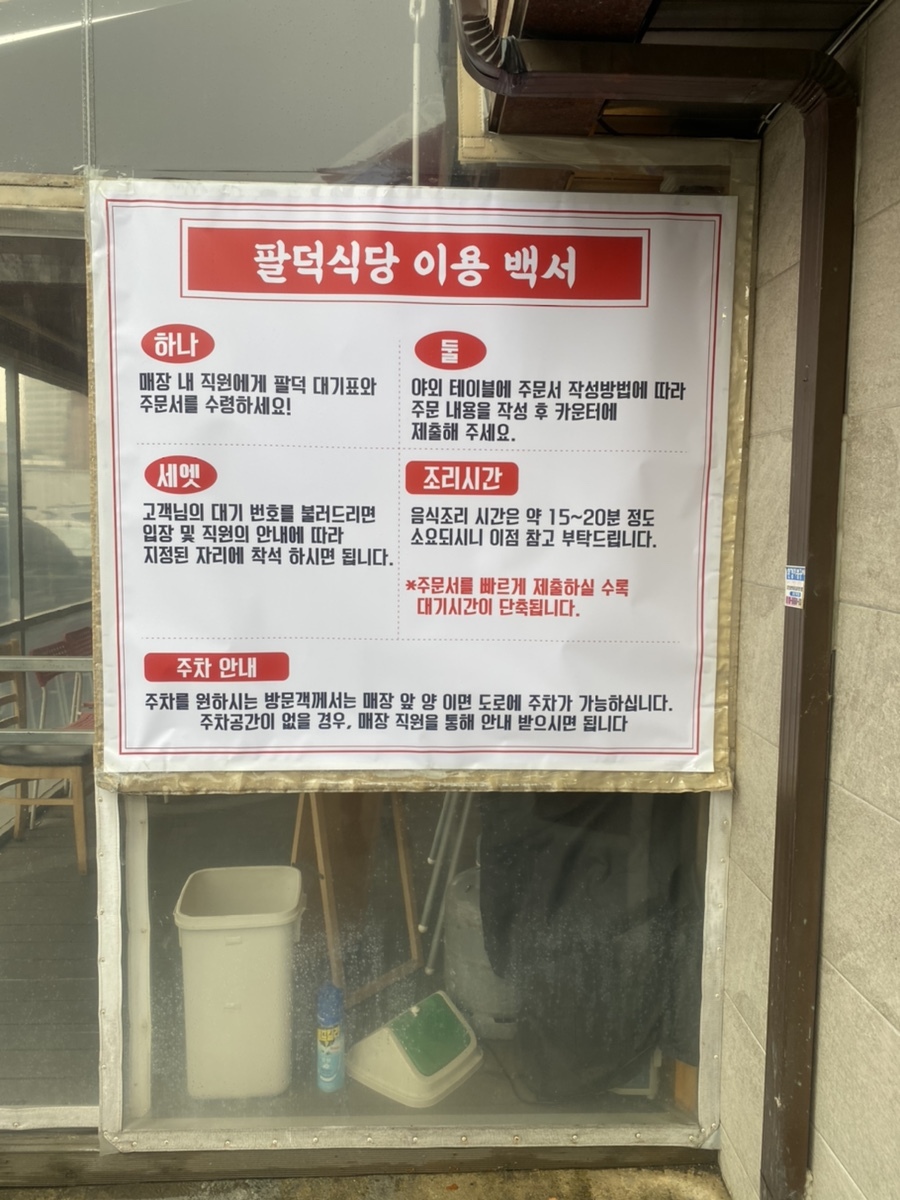 팔덕식당 이용 백서
하나
매장 내 직원에게 팔덕 대기표와
주문서를 수령하세요!
둘
야외 테이블에 주문서 작성방법에 따라
주문 내용을 작성 후 카운터에
제출해 주세요.
세엣
고객님의 대기 번호를 불러드리면
입장 및 직원의 안내에 따라
지정된 자리에 착석 하시면 됩니다.
조리시간
음식조리 시간은 약 15~20분 정도
소요되시니 이점 참고 부탁드립니다.
*주문서를 빠르게 제출하실 수록
대기시간이 단축됩니다.
주차 안내
주차를 원하시는 방문객께서는 매장 앞 양 이면 도로에 주차가 가능하십니다.
주차공간이 없을 경우, 매장 직원을 통해 안내 받으시면 됩니다